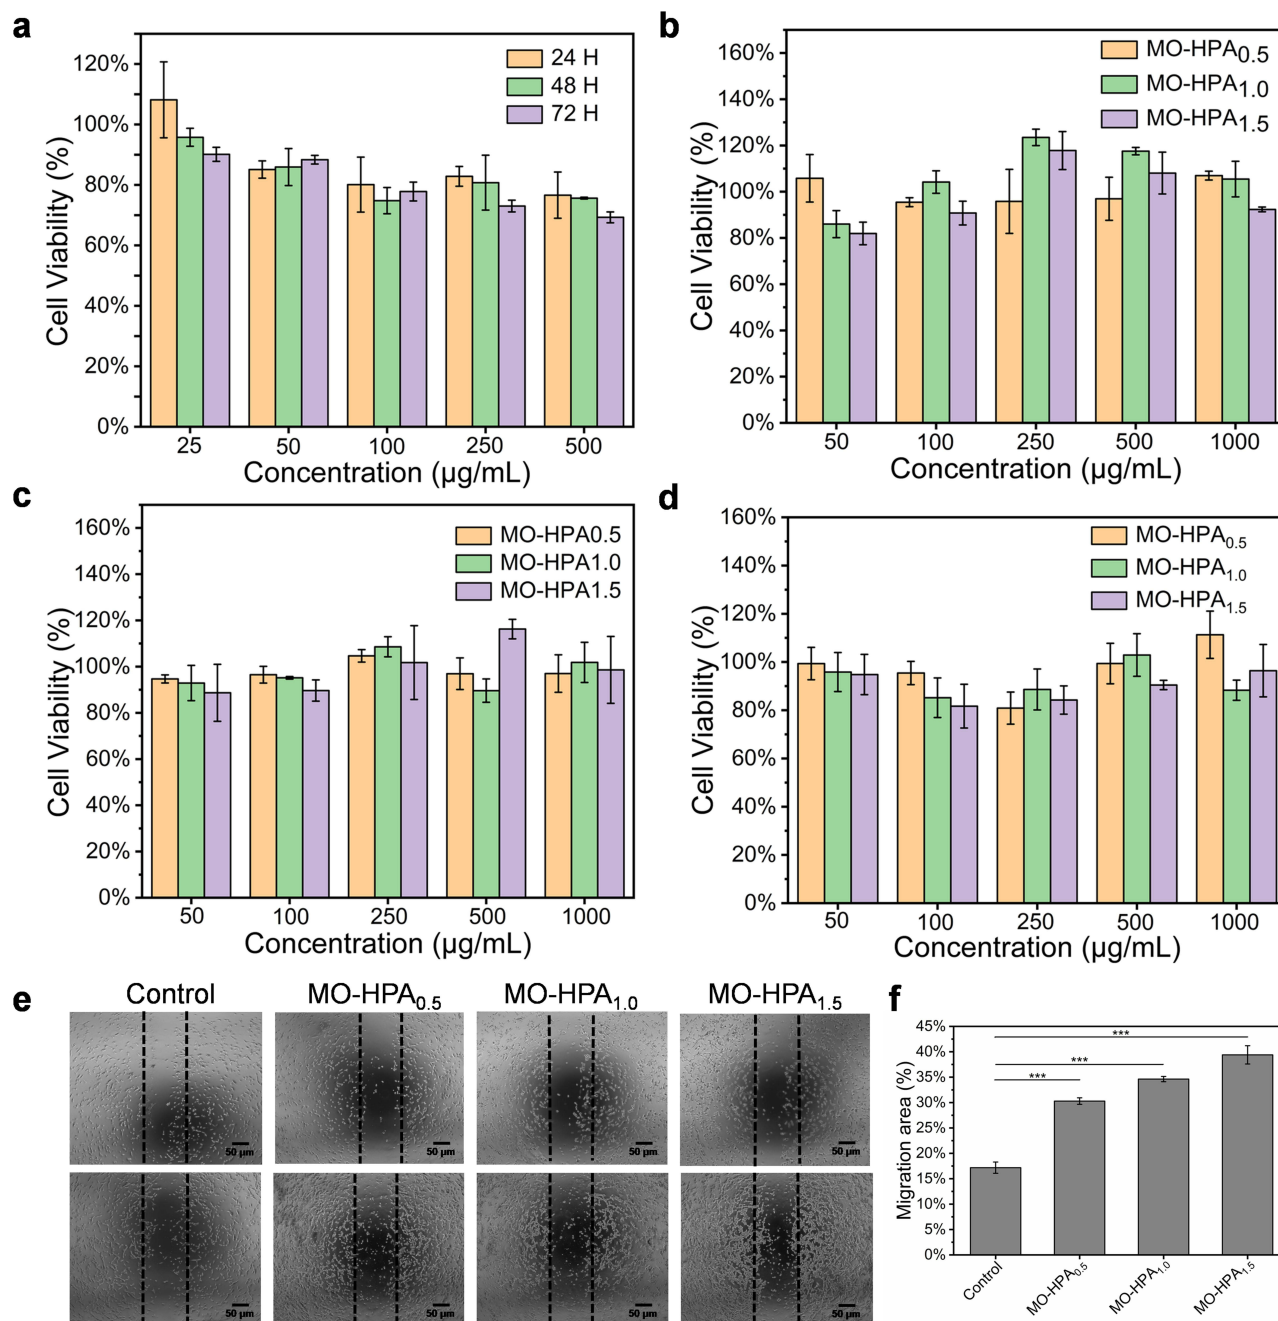 a
120%
100%
80%
60%
40%
20%
0%
Cell Viability (%)
24 H
48 H
72 H
25 50 100 250 500
Concentration (µg/mL)
b
160%
140%
120%
100%
80%
60%
40%
20%
0%
Cell Viability (%)
MO-HPA0.5
MO-HPA1.0
MO-HPA1.5
50 100 250 500 1000
Concentration (µg/mL)
c
160%
140%
120%
100%
80%
60%
40%
20%
0%
Cell Viability (%)
MO-HPA0.5
MO-HPA1.0
MO-HPA1.5
50 100 250 500 1000
Concentration (µg/mL)
d
160%
140%
120%
100%
80%
60%
40%
20%
0%
Cell Viability (%)
MO-HPA0.5
MO-HPA1.0
MO-HPA1.5
50 100 250 500 1000
Concentration (µg/mL)
e
Control MO-HPA0.5 MO-HPA1.0 MO-HPA1.5
50 µm 50 µm 50 µm 50 µm
50 µm 50 µm 50 µm 50 µm
f
45%
40%
35%
30%
25%
20%
15%
10%
5%
0%
Migration area (%)
***
***
***
Control MO-HPA0.5 MO-HPA1.0 MO-HPA1.5